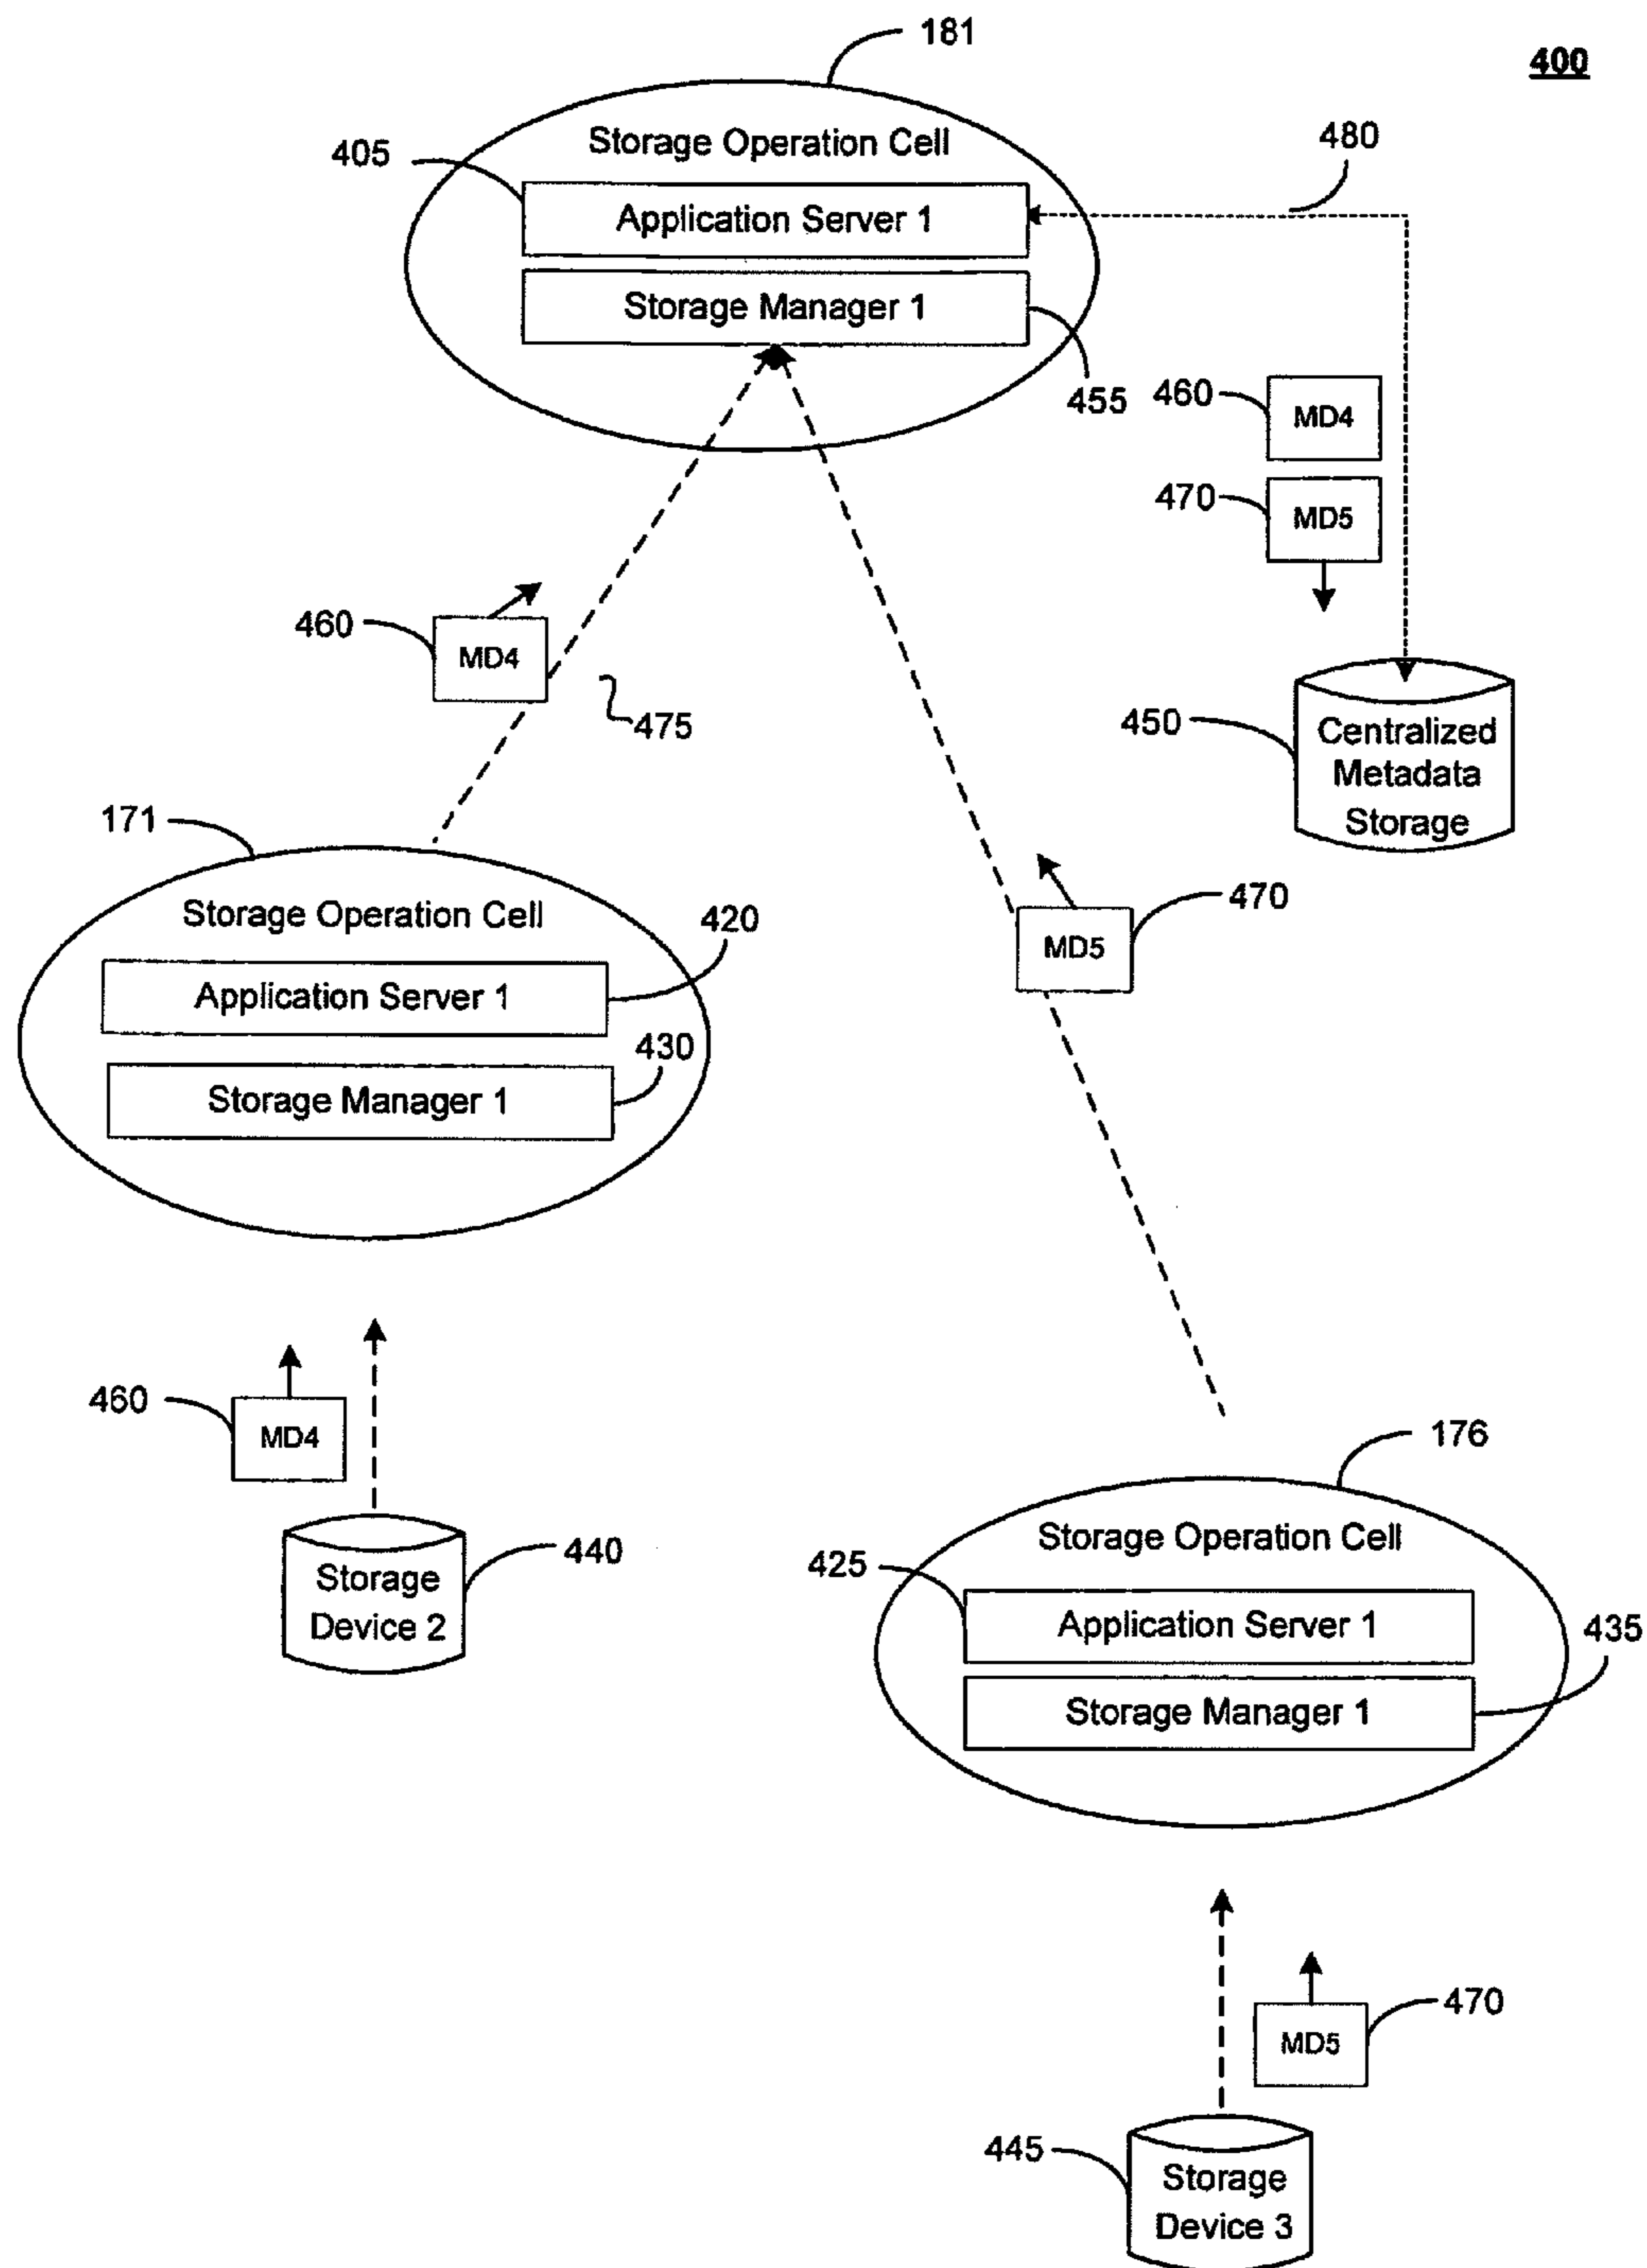 181
400
Storage Operation Cell
405
480
Application Server 1
Storage Manager 1
455
460
MD4
470
MD5
460
MD4
475
450
Centralized
Metadata
Storage
171
470
MD5
Storage Operation Cell
420
Application Server 1
430
Storage Manager 1
460
MD4
176
Storage Operation Cell
440
Storage
Device 2
425
Application Server 1
435
Storage Manager 1
470
MD5
445
Storage
Device 3